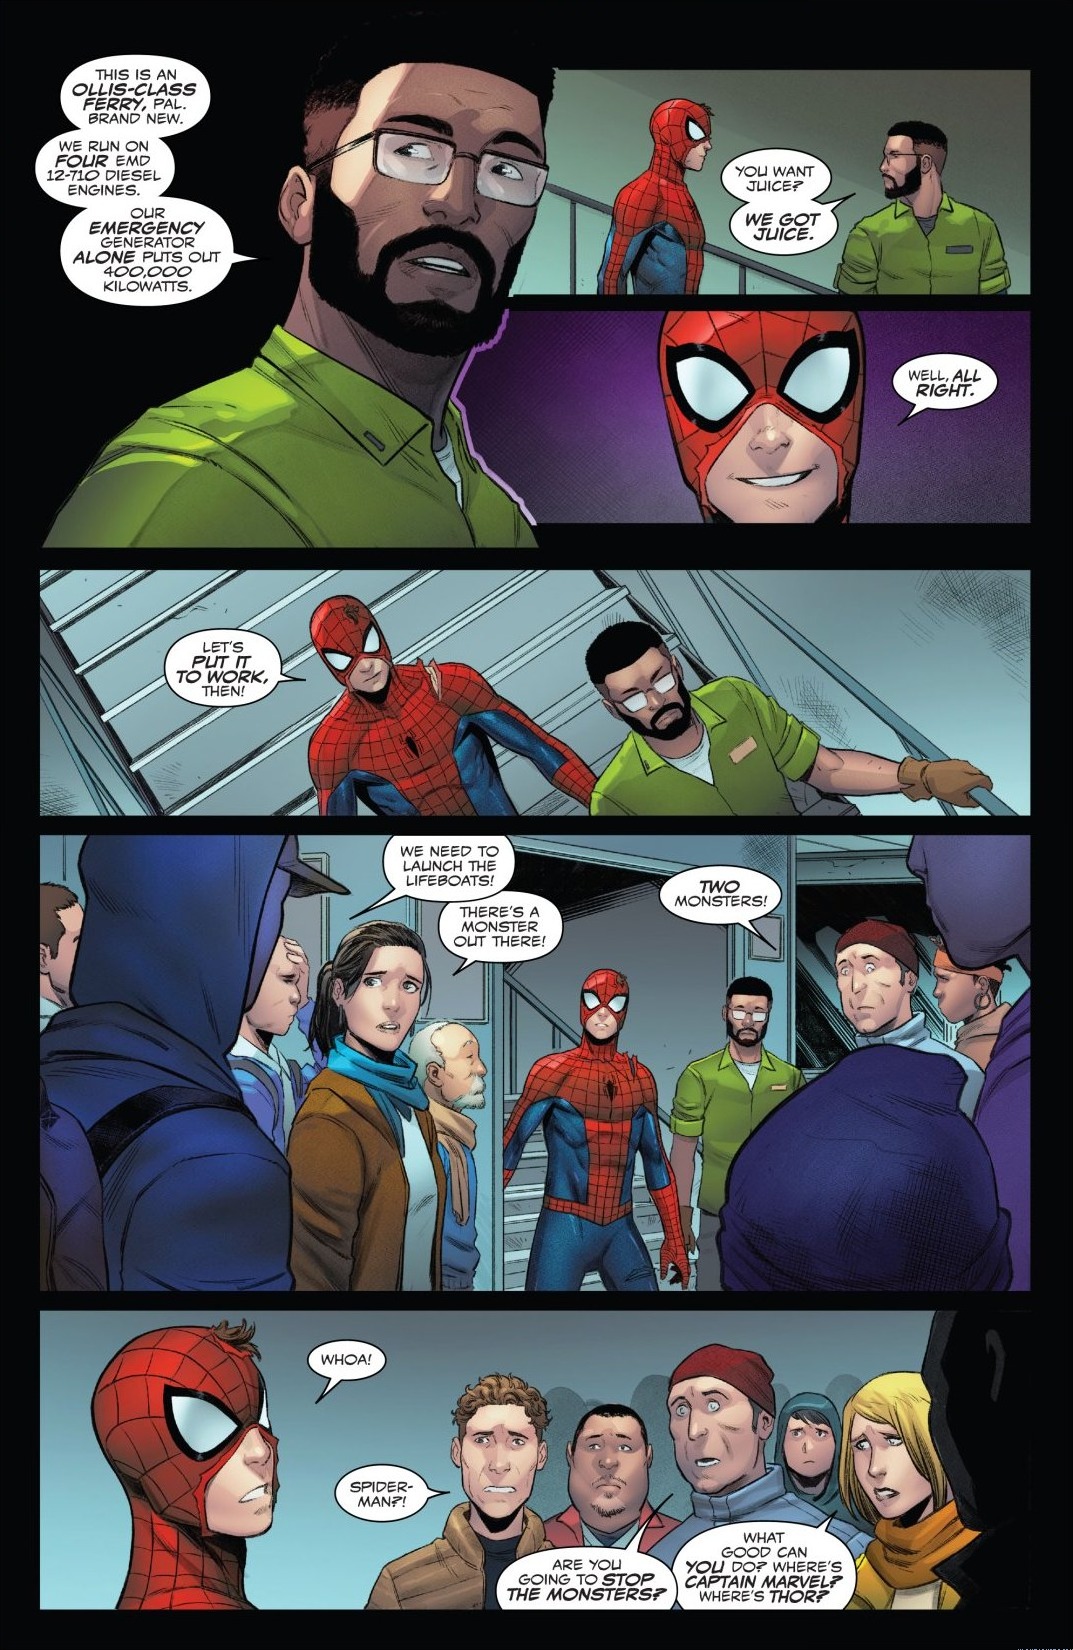 THIS IS AN
OLLIS-CLASS
FERRY, PAL.
BRAND NEW.
WE RUN ON
FOUR EMD
12-710 DIESEL
ENGINES.
OUR
EMERGENCY
GENERATOR
ALONE PUTS OUT
400,000
KILOWATTS.
YOU WANT
JUICE?
WE GOT
JUICE.
WELL, ALL
RIGHT.
LET'S
PUT IT
TO WORK,
THEN!
WE NEED TO
LAUNCH THE
LIFEBOATS!
THERE'S A
MONSTER
OUT THERE!
TWO
MONSTERS!
WHOA!
SPIDER-
MAN?!
ARE YOU
GOING TO STOP
THE MONSTERS?
WHAT
GOOD CAN
YOU DO? WHERE'S
CAPTAIN MARVEL?
WHERE'S THOR?